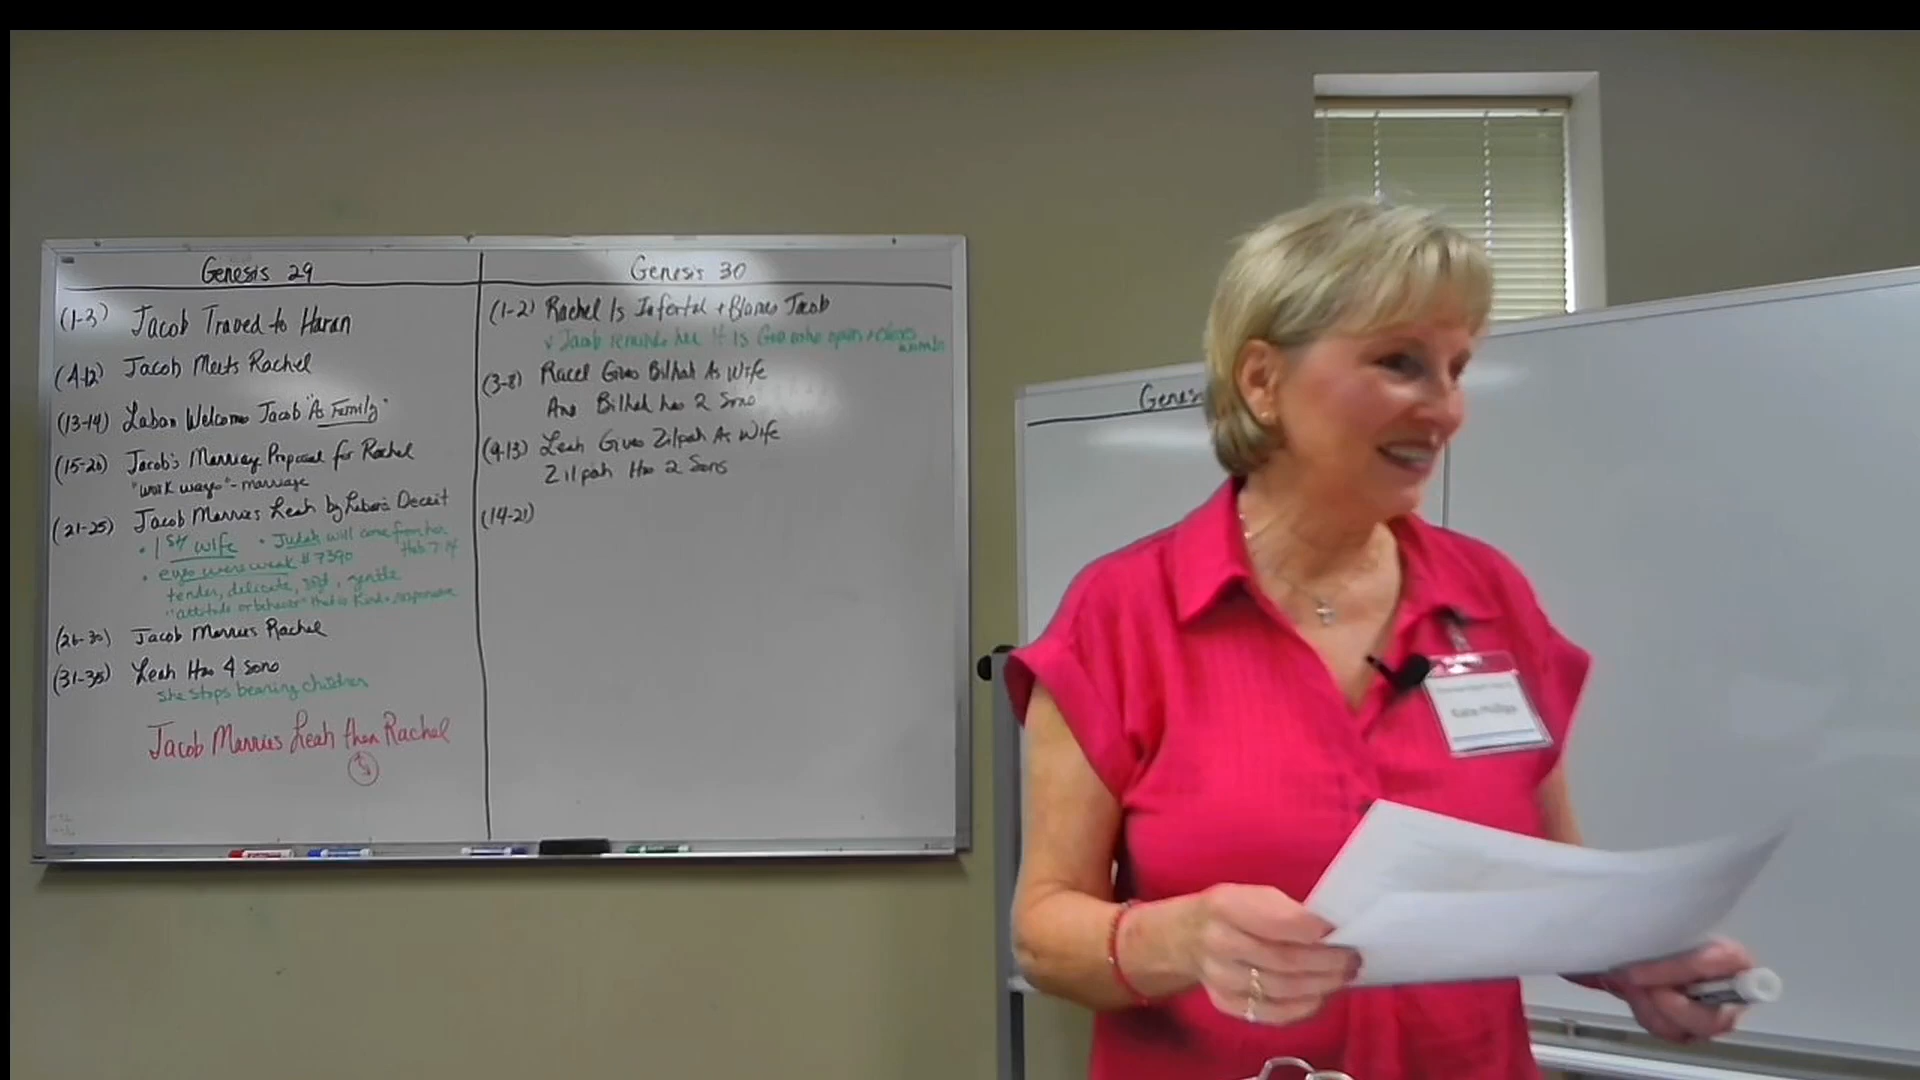 Genesis 29
(1-3) Jacob Traved to Haran
(4-12) Jacob Meets Rachel
(13-14) Laban Welcomes Jacob "As Family"
(15-20) Jacob's Marriag Proposal for Rachel
"work wages" - marriage
(21-25) Jacob Marries Leah by Laban's Deceit
• 1st wife • Judah will come from her
Heb 7:14
• eyes were weak #7390
tender, delicate, soft, gentle
"attitude or behavior" that is kind + responsive
(26-30) Jacob Marries Rachel
(31-35) Leah Has 4 sons
she stops bearing children
Jacob Marries Leah then Rachel
Genesis 30
(1-2) Rachel Is Infertal + Blames Jacob
Jacob reminds her it is God who opens + closes
wombs
(3-8) Racel Gives Bilhah As Wife
And Bilhah has 2 Sons
(9-13) Leah Gives Zilpah As Wife
Zilpah Has 2 Sons
(14-21)
Genes